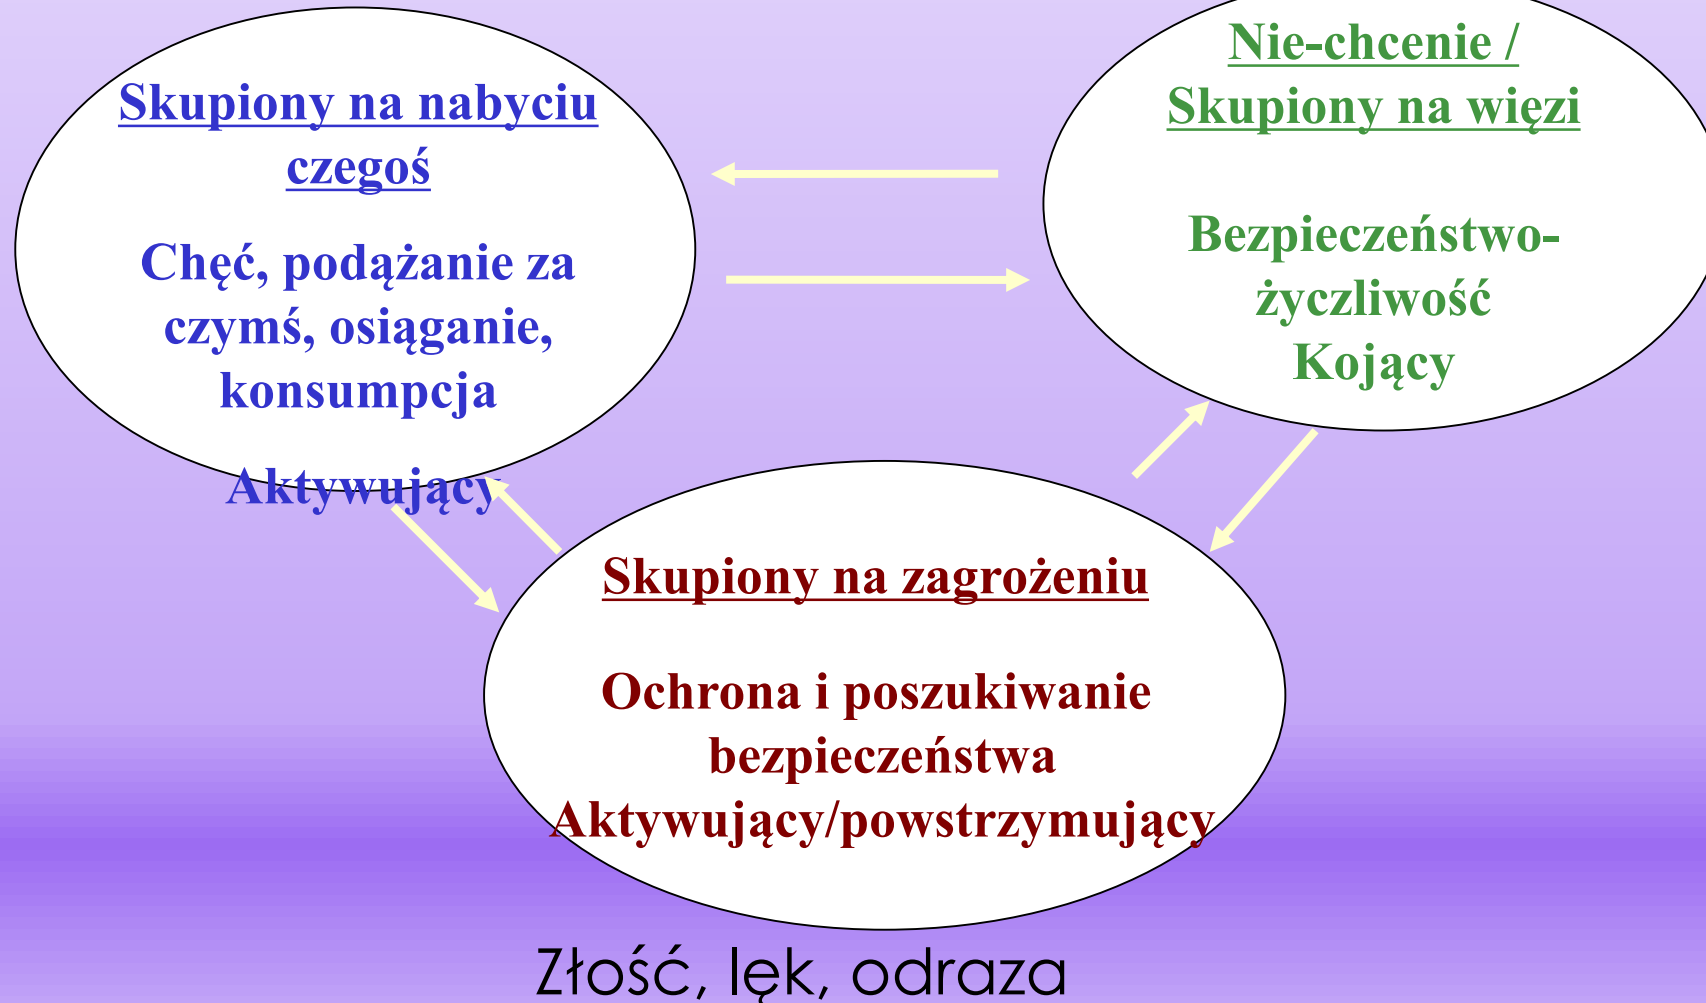 Skupiony na nabyciu
czegoś
Chęć, podążanie za
czymś, osiąganie,
konsumpcja
Aktywujący
Nie-chcenie /
Skupiony na więzi
Bezpieczeństwo-
życzliwość
Kojący
Skupiony na zagrożeniu
Ochrona i poszukiwanie
bezpieczeństwa
Aktywujący/powstrzymujący
Złość, lęk, odraza